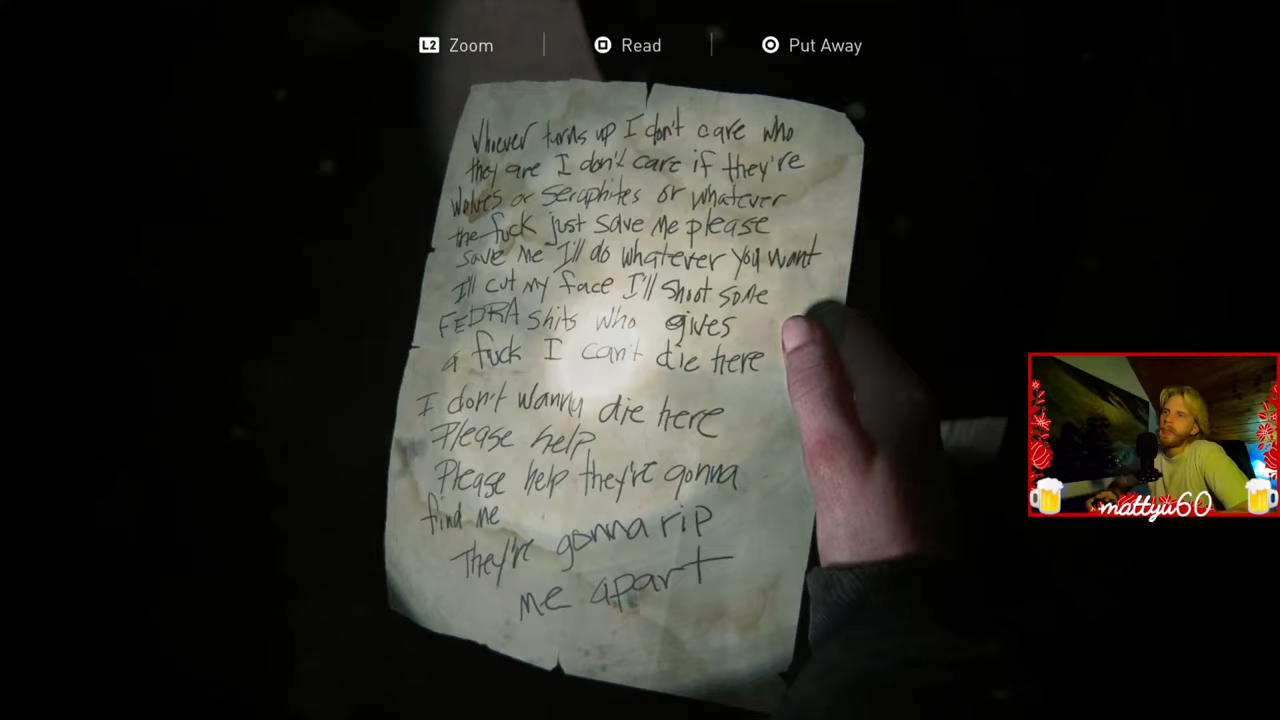 L2 Zoom
Read
Put Away
Whoever turns up I don't care who
they are I don't care if they're
Wolves or Seraphites or whatever
the fuck just save me please
save me I'll do whatever you want
I'll cut my face I'll shoot some
FEDRA shits who gives
a fuck I can't die here
I don't wanna die here
Please help
Please help they're gonna
find me
They're gonna rip
me apart
mattyu60